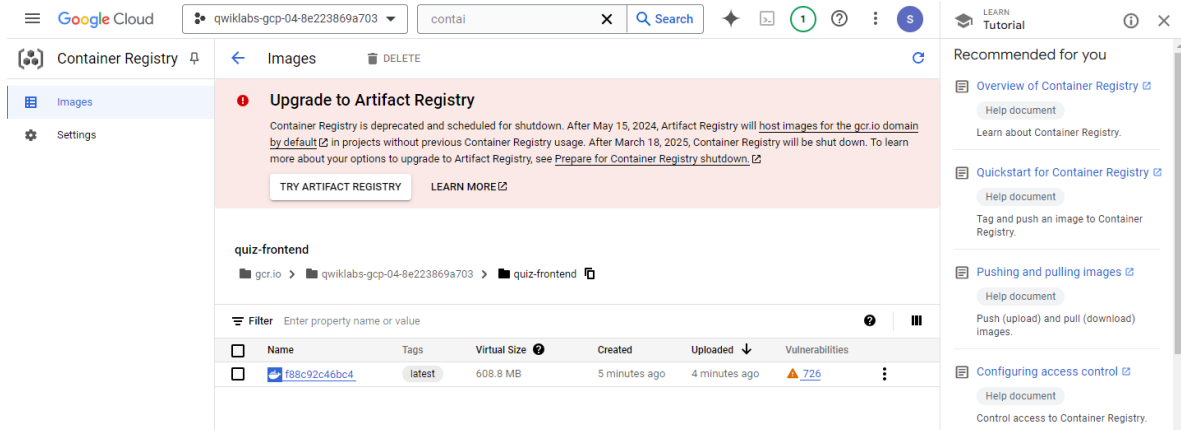 Google Cloud
qwiklabs-gcp-04-8e223869a703
contai
Search
1
S
LEARN
Tutorial
Container Registry
Images
Settings
Images
DELETE
Upgrade to Artifact Registry
Container Registry is deprecated and scheduled for shutdown. After May 15, 2024, Artifact Registry will host images for the gcr.io domain
by default in projects without previous Container Registry usage. After March 18, 2025, Container Registry will be shut down. To learn
more about your options to upgrade to Artifact Registry, see Prepare for Container Registry shutdown.
TRY ARTIFACT REGISTRY LEARN MORE
quiz-frontend
gcr.io > qwiklabs-gcp-04-8e223869a703 > quiz-frontend
Filter Enter property name or value
Name Tags Virtual Size Created Uploaded Vulnerabilities
f88c92c46bc4 latest 608.8 MB 5 minutes ago 4 minutes ago 726
Recommended for you
Overview of Container Registry
Help document
Learn about Container Registry.
Quickstart for Container Registry
Help document
Tag and push an image to Container
Registry.
Pushing and pulling images
Help document
Push (upload) and pull (download)
images.
Configuring access control
Help document
Control access to Container Registry.